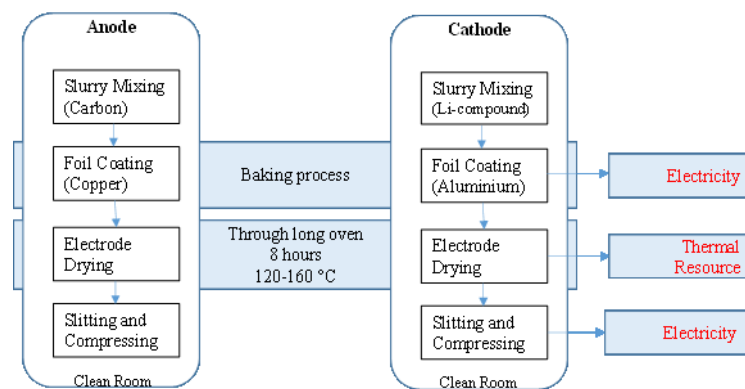 Anode
Slurry Mixing
(Carbon)
Foil Coating
(Copper)
Electrode
Drying
Slitting and
Compressing
Clean Room
Baking process
Through long oven
8 hours
120-160 °C
Cathode
Slurry Mixing
(Li-compound)
Foil Coating
(Aluminium)
Electrode
Drying
Slitting and
Compressing
Clean Room
Electricity
Thermal
Resource
Electricity